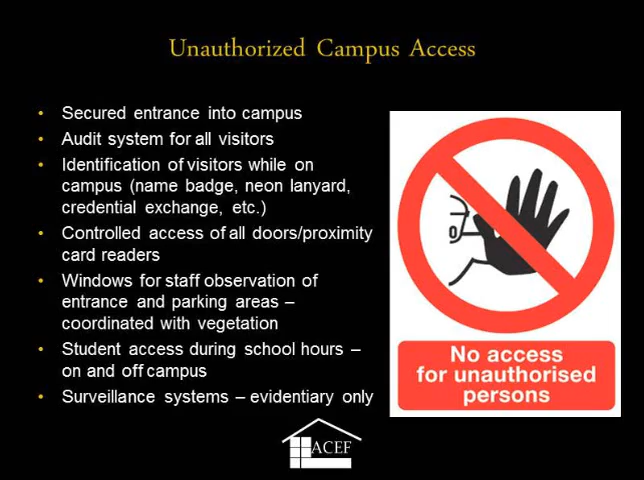 Unauthorized Campus Access
• Secured entrance into campus
• Audit system for all visitors
• Identification of visitors while on
campus (name badge, neon lanyard,
credential exchange, etc.)
• Controlled access of all doors/proximity
card readers
• Windows for staff observation of
entrance and parking areas –
coordinated with vegetation
• Student access during school hours –
on and off campus
• Surveillance systems – evidentiary only
No access
for unauthorised
persons
ACEF